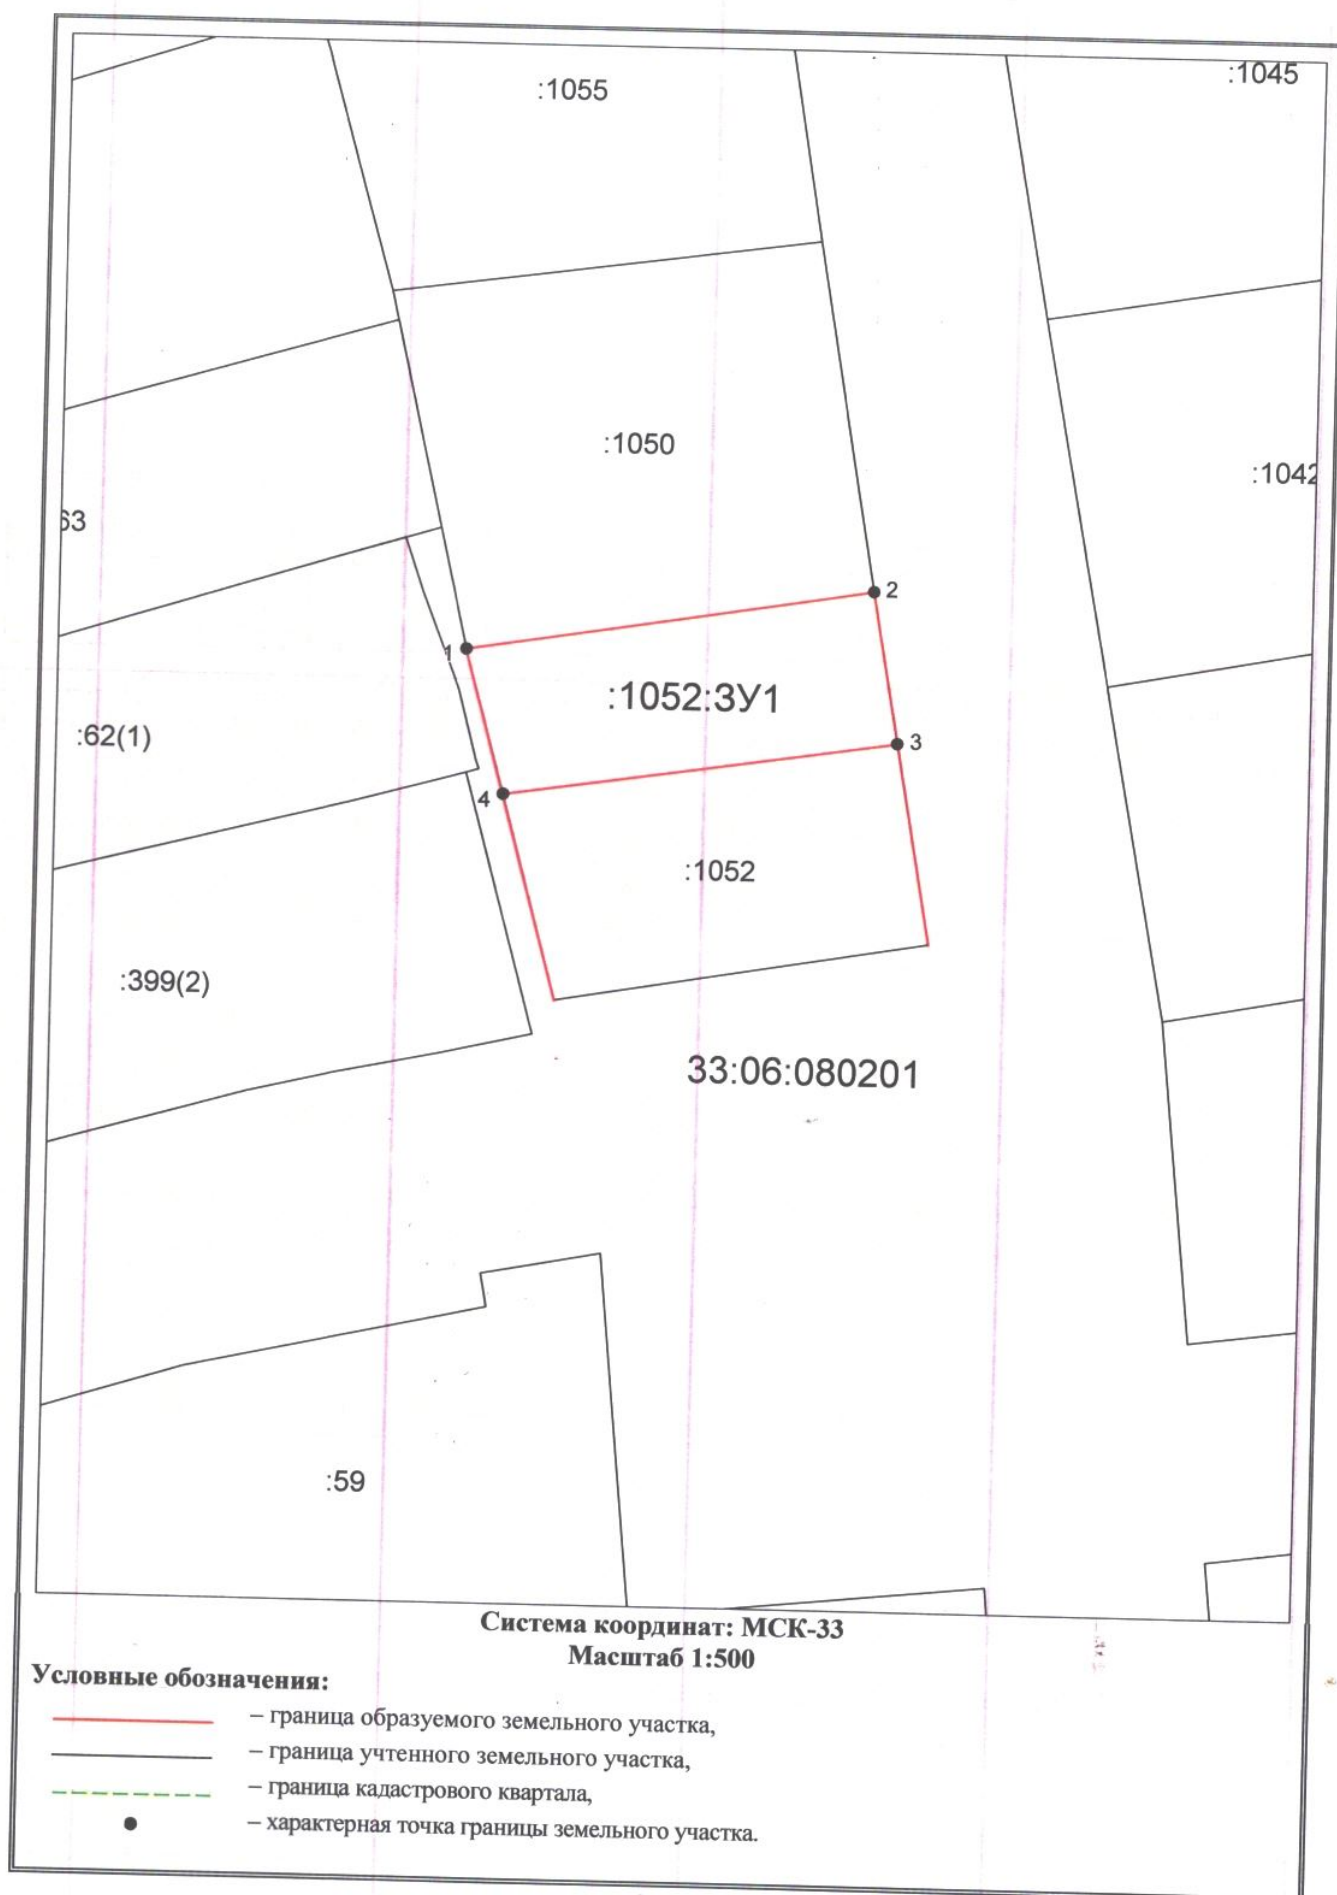 :1055
:1045
:1050
:1042
63
2
1
:1052:ЗУ1
:62(1)
3
4
:1052
:399(2)
33:06:080201
:59
Система координат: МСК-33
Масштаб 1:500
Условные обозначения:
– граница образуемого земельного участка,
– граница учтенного земельного участка,
– граница кадастрового квартала,
– характерная точка границы земельного участка.